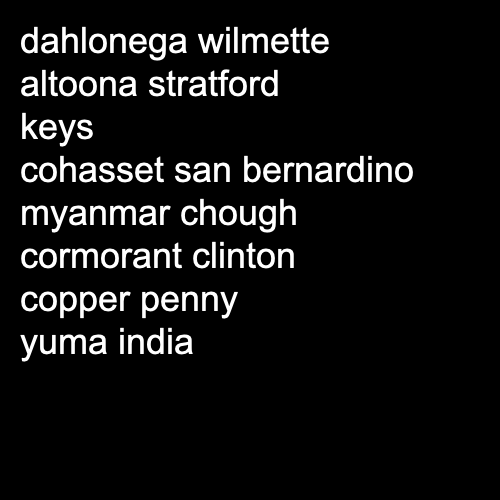 dahlonega wilmette
altoona stratford
keys
cohasset san bernardino
myanmar chough
cormorant clinton
copper penny
yuma india